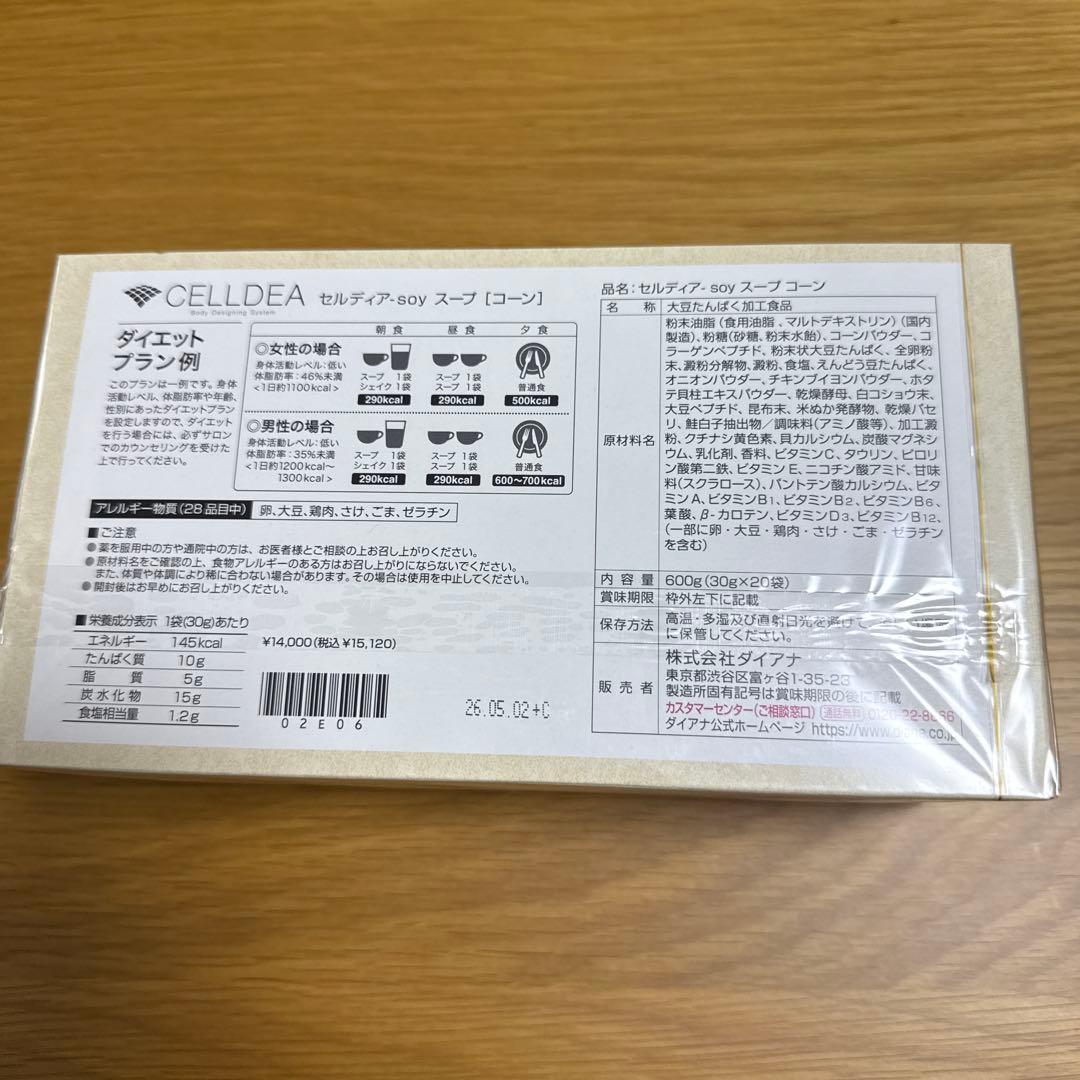 CELLDEA セルディア-soy スープ [コーン]
Body Designing System
ダイエット
プラン例
このプランは一例です。身体
活動レベル、体脂肪率や年齢、
性別にあったダイエットプラン
を設定しますので、ダイエット
を行う場合には、必ずサロン
でのカウンセリングを受けた
上で行ってください。
朝食 昼食 夕食
◎女性の場合
身体活動レベル:低い
体脂肪率:46%未満
<1日約1100kcal>
スープ 1袋
シェイク 1袋
290kcal
スープ 1袋
スープ 1袋
290kcal
普通食
500kcal
◎男性の場合
身体活動レベル:低い
体脂肪率:35%未満
<1日約1200kcal〜
1300kcal>
スープ 1袋
シェイク 1袋
290kcal
スープ 1袋
スープ 1袋
290kcal
普通食
600〜700kcal
アレルギー物質(28品目中) 卵、大豆、鶏肉、さけ、ごま、ゼラチン
■ご注意
●薬を服用中の方や通院中の方は、お医者様とご相談の上お召し上がりください。
●原材料名をご確認の上、食物アレルギーのある方はお召し上がりにならないでください。
また、体質や体調により稀に合わない場合があります。その場合は使用を中止してください。
●開封後はお早めにお召し上がりください。
■栄養成分表示 1袋(30g)あたり
エネルギー 145kcal
たんぱく質 10g
脂質 5g
炭水化物 15g
食塩相当量 1.2g
¥14,000(税込¥15,120)
02E06
26.05.02+C
品名:セルディア-soy スープ コーン
名称 大豆たんぱく加工食品
原材料名
粉末油脂(食用油脂、マルトデキストリン)(国内
製造)、粉糖(砂糖、粉末水飴)、コーンパウダー、コ
ラーゲンペプチド、粉末状大豆たんぱく、全卵粉
末、澱粉分解物、澱粉、食塩、えんどう豆たんぱく、
オニオンパウダー、チキンブイヨンパウダー、ホタ
テ貝柱エキスパウダー、乾燥酵母、白コショウ末、
大豆ペプチド、昆布末、米ぬか発酵物、乾燥パセ
リ、鮭白子抽出物/調味料(アミノ酸等)、加工澱
粉、クチナシ黄色素、貝カルシウム、炭酸マグネシ
ウム、乳化剤、香料、ビタミンC、タウリン、ピロリン
酸第二鉄、ビタミンE、ニコチン酸アミド、甘味
料(スクラロース)、パントテン酸カルシウム、ビタミ
ンA、ビタミンB1、ビタミンB2、ビタミンB6、
葉酸、β-カロテン、ビタミンD3、ビタミンB12、
(一部に卵・大豆・鶏肉・さけ・ごま・ゼラチン
を含む)
内容量 600g(30g×20袋)
賞味期限 枠外左下に記載
保存方法 高温・多湿及び直射日光を避けて、
に保管してください。
販売者
株式会社ダイアナ
東京都渋谷区富ヶ谷1-35-23
製造所固有記号は賞味期限の後に記載
カスタマーセンター(ご相談窓口) 通話無料
ダイアナ公式ホームページ https://www.diana.co.jp